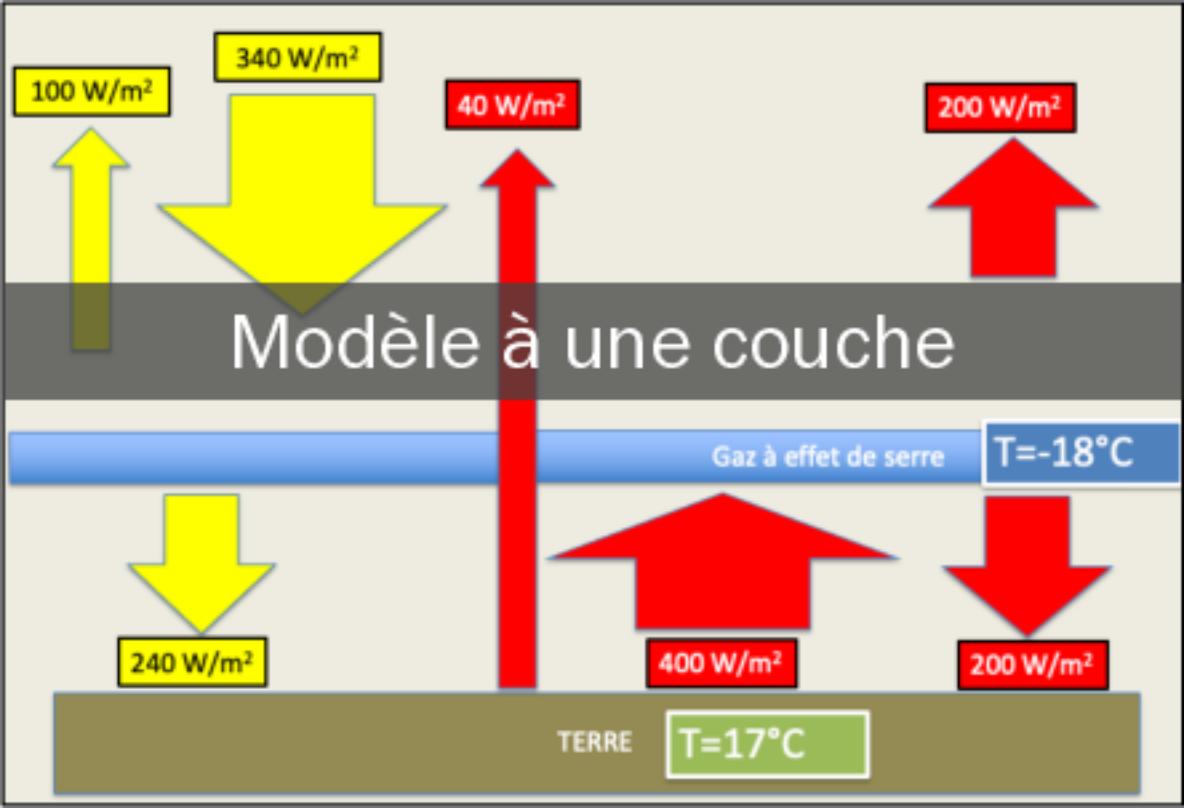 340 W/m²
100 W/m²
40 W/m²
200 W/m²
Modèle à une couche
Gaz à effet de serre
T=-18°C
240 W/m²
400 W/m²
200 W/m²
TERRE
T=17°C